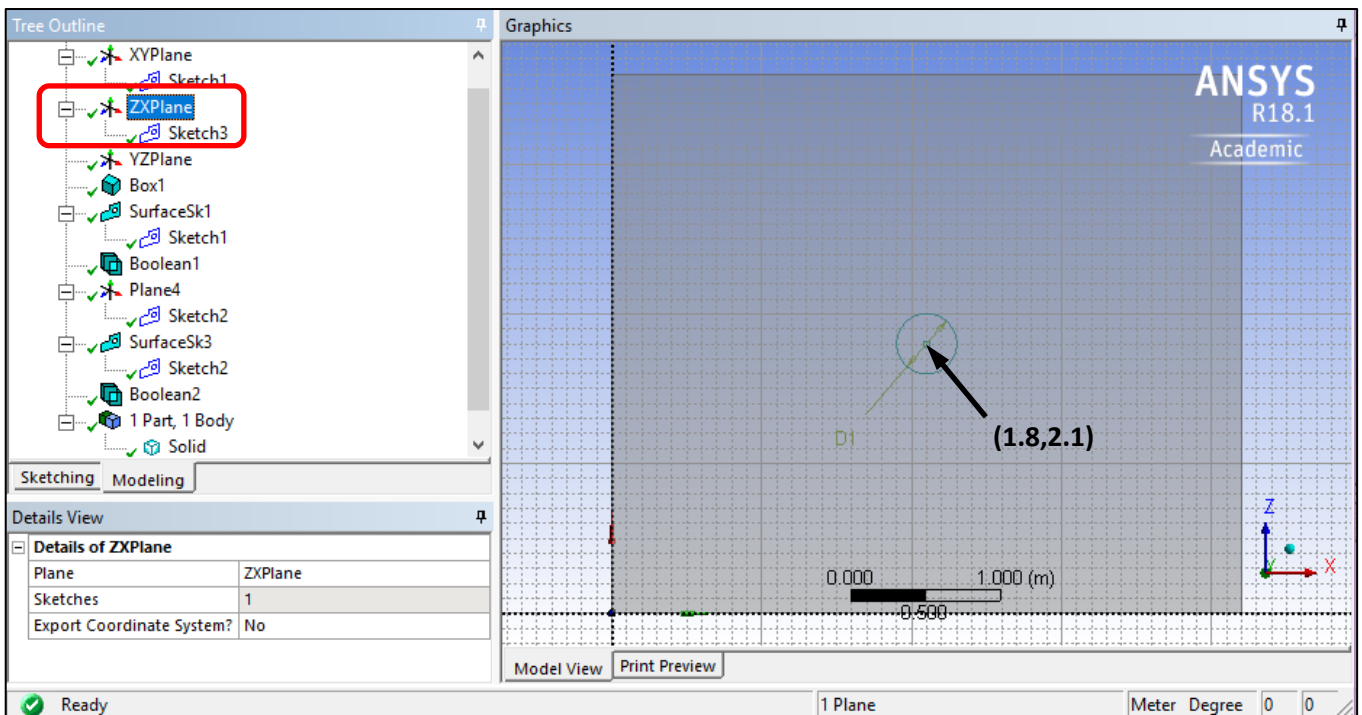 Tree Outline
XYPlane
Sketch1
ZXPlane
Sketch3
YZPlane
Box1
SurfaceSk1
Sketch1
Boolean1
Plane4
Sketch2
SurfaceSk3
Sketch2
Boolean2
1 Part, 1 Body
Solid
Sketching Modeling
Details View
Details of ZXPlane
Plane ZXPlane
Sketches 1
Export Coordinate System? No
Graphics
ANSYS
R18.1
Academic
D1
(1.8,2.1)
Z
Y
X
0.000 1.000 (m)
0.500
Model View Print Preview
Ready 1 Plane Meter Degree 0 0